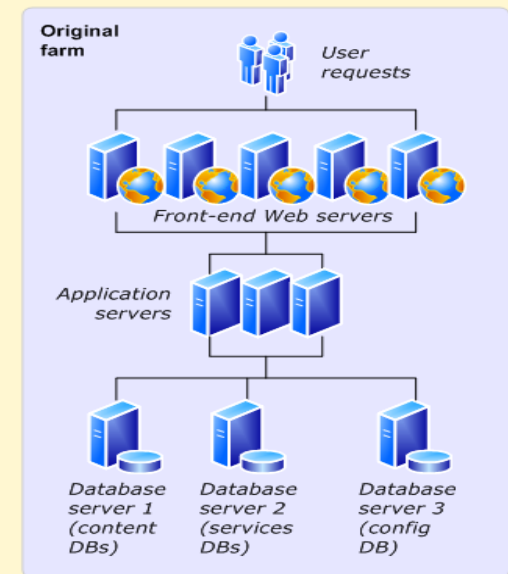 Original
farm
User
requests
Front-end Web servers
Application
servers
Database
server 1
(content
DBs)
Database
server 2
(services
DBs)
Database
server 3
(config
DB)